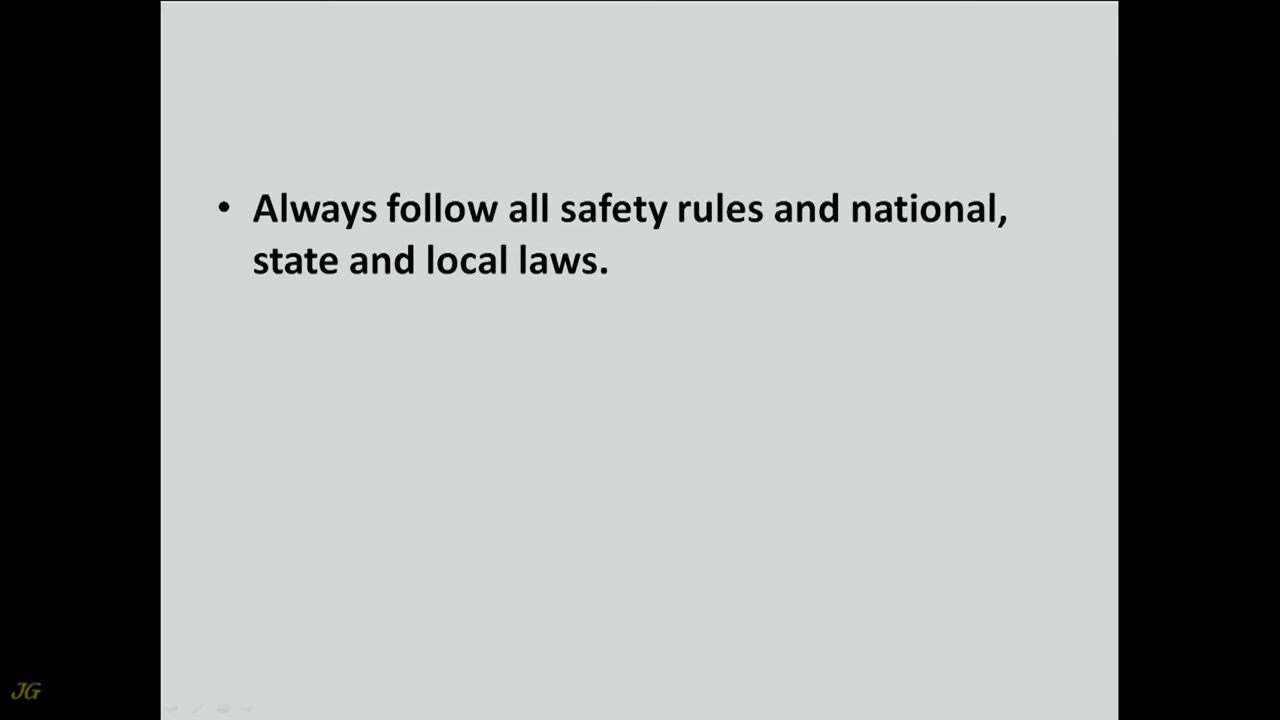 • Always follow all safety rules and national,
state and local laws.
JG